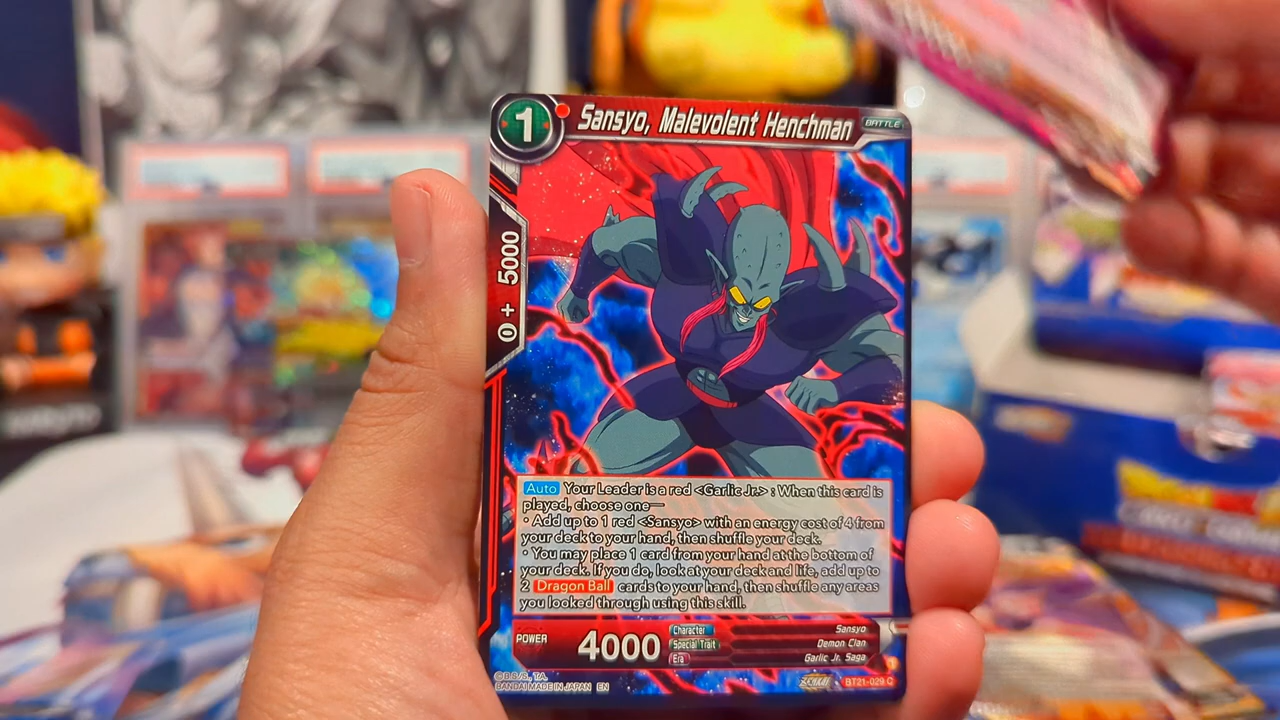 1
Sansyo, Malevolent Henchman
BATTLE
0 + 5000
Auto Your Leader is a red <Garlic Jr.> : When this card is
played, choose one—
・Add up to 1 red <Sansyo> with an energy cost of 4 from
your deck to your hand, then shuffle your deck.
・You may place 1 card from your hand at the bottom of
your deck. If you do, look at your deck and life, add up to
2 Dragon Ball cards to your hand, then shuffle any areas
you looked through using this skill.
POWER 4000
Character Sansyo
Special Trait Demon Clan
Era Garlic Jr. Saga
©B.S./S., T.A.
BANDAI MADE IN JAPAN EN
BT21-029 C